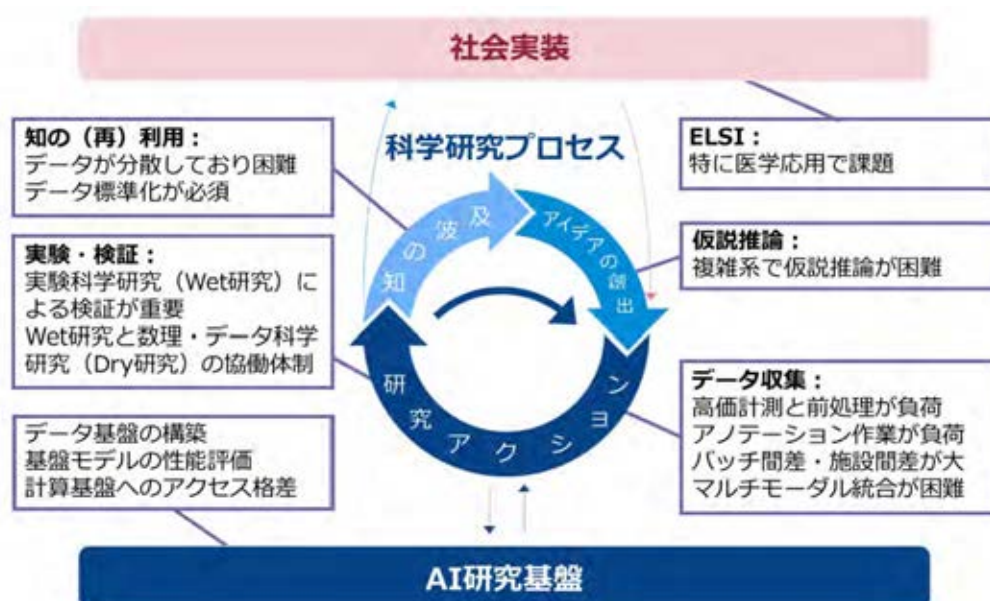 社会実装
知の（再）利用：
データが分散しており困難
データ標準化が必須
科学研究プロセス
ELSI：
特に医学応用で課題
知の波及
アイデアの創出
実験・検証：
実験科学研究（Wet研究）に
よる検証が重要
Wet研究と数理・データ科学
研究（Dry研究）の協働体制
仮説推論：
複雑系で仮説推論が困難
研究アクション
データ収集：
高価計測と前処理が負荷
アノテーション作業が負荷
バッチ間差・施設間差が大
マルチモーダル統合が困難
データ基盤の構築
基盤モデルの性能評価
計算基盤へのアクセス格差
AI研究基盤